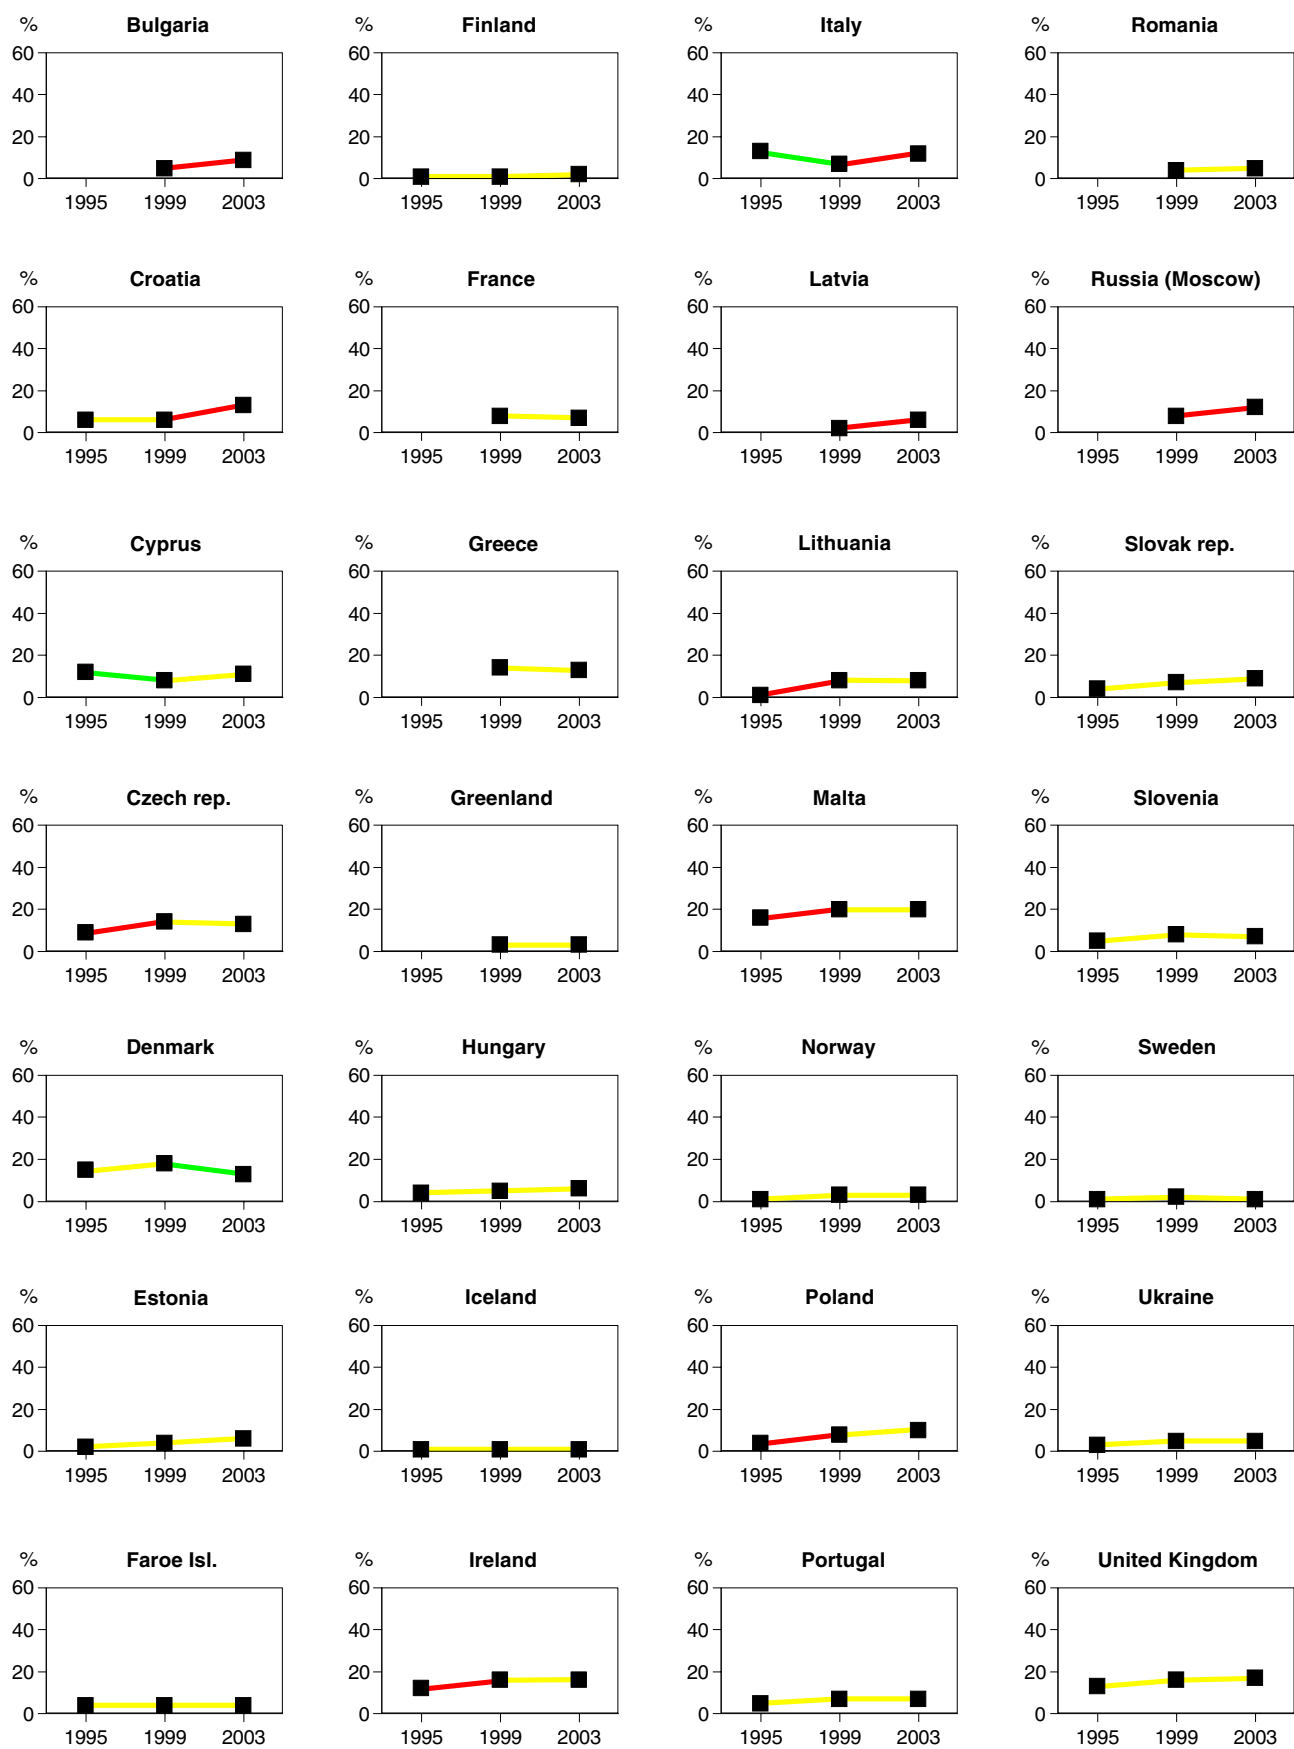 % Bulgaria % Finland % Italy % Romania
60 60 60 60
40 40 40 40
20 20 20 20
0 0 0 0
1995 1999 2003 1995 1999 2003 1995 1999 2003 1995 1999 2003
% Croatia % France % Latvia % Russia (Moscow)
60 60 60 60
40 40 40 40
20 20 20 20
0 0 0 0
1995 1999 2003 1995 1999 2003 1995 1999 2003 1995 1999 2003
% Cyprus % Greece % Lithuania % Slovak rep.
60 60 60 60
40 40 40 40
20 20 20 20
0 0 0 0
1995 1999 2003 1995 1999 2003 1995 1999 2003 1995 1999 2003
% Czech rep. % Greenland % Malta % Slovenia
60 60 60 60
40 40 40 40
20 20 20 20
0 0 0 0
1995 1999 2003 1995 1999 2003 1995 1999 2003 1995 1999 2003
% Denmark % Hungary % Norway % Sweden
60 60 60 60
40 40 40 40
20 20 20 20
0 0 0 0
1995 1999 2003 1995 1999 2003 1995 1999 2003 1995 1999 2003
% Estonia % Iceland % Poland % Ukraine
60 60 60 60
40 40 40 40
20 20 20 20
0 0 0 0
1995 1999 2003 1995 1999 2003 1995 1999 2003 1995 1999 2003
% Faroe Isl. % Ireland % Portugal % United Kingdom
60 60 60 60
40 40 40 40
20 20 20 20
0 0 0 0
1995 1999 2003 1995 1999 2003 1995 1999 2003 1995 1999 2003